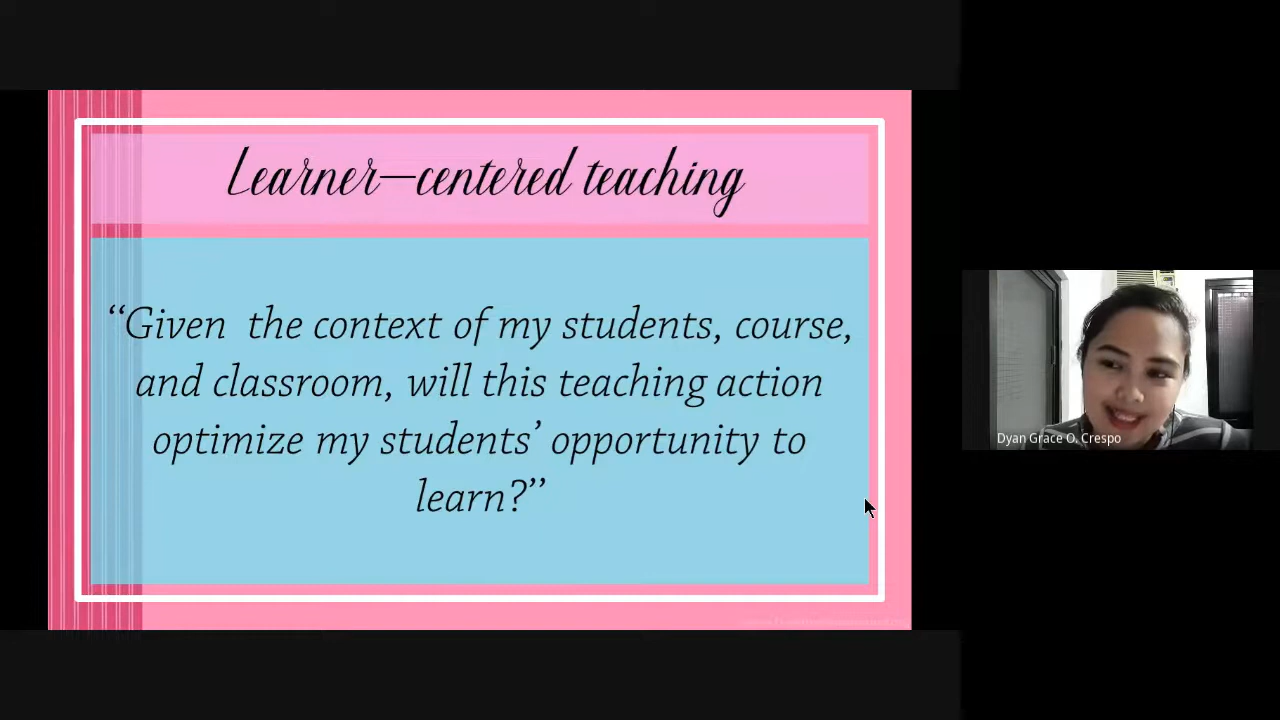 Learner–centered teaching
“Given  the context of my students, course,
and classroom, will this teaching action
optimize my students’ opportunity to
learn?”
Dyan Grace O. Crespo